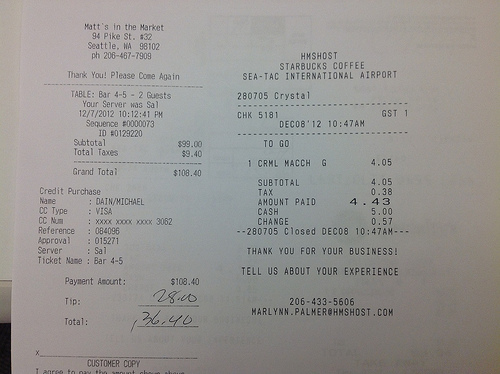 Matt's in the Market
94 Pike St. #32
Seattle, WA 98102
ph 206-467-7909
Thank You! Please Come Again
TABLE: Bar 4-5 - 2 Guests
Your Server was Sal
12/7/2012 10:12:41 PM
Sequence #0000073
ID #0129220
Subtotal $99.00
Total Taxes $9.40
Grand Total $108.40
Credit Purchase
Name : DAIN/MICHAEL
CC Type : VISA
CC Num : xxxx xxxx xxxx 3062
Reference : 084096
Approval : 015271
Server : Sal
Ticket Name : Bar 4-5
Payment Amount: $108.40
Tip: 28.00
Total: 136.40
X
CUSTOMER COPY
I agree to pay the amount shown above
HMSHOST
STARBUCKS COFFEE
SEA-TAC INTERNATIONAL AIRPORT
280705 Crystal
CHK 5181 GST 1
DEC08'12 10:47AM
TO GO
1 CRML MACCH G 4.05
SUBTOTAL 4.05
TAX 0.38
AMOUNT PAID 4.43
CASH 5.00
CHANGE 0.57
--280705 Closed DEC08 10:47AM---
THANK YOU FOR YOUR BUSINESS!
TELL US ABOUT YOUR EXPERIENCE
206-433-5606
MARLYNN.PALMER@HMSHOST.COM